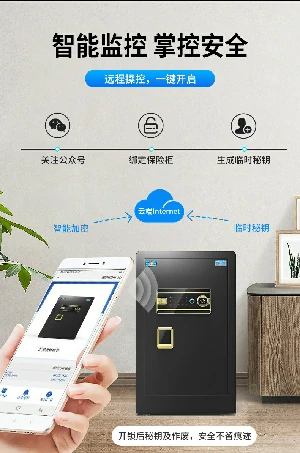 智能监控 掌控安全
远程操控，一键开启
关注公众号
绑定保险柜
生成临时秘钥
云端Internet
智能加密
临时秘钥
开锁后秘钥及作废，安全不留痕迹